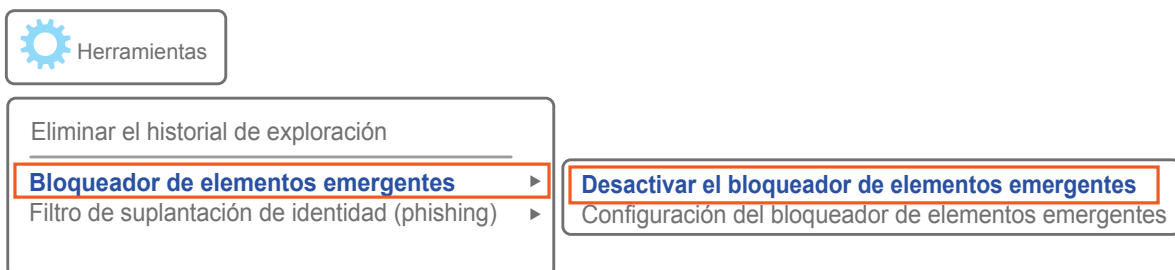 Herramientas
Eliminar el historial de exploración
Bloqueador de elementos emergentes
Desactivar el bloqueador de elementos emergentes
Filtro de suplantación de identidad (phishing)
Configuración del bloqueador de elementos emergentes